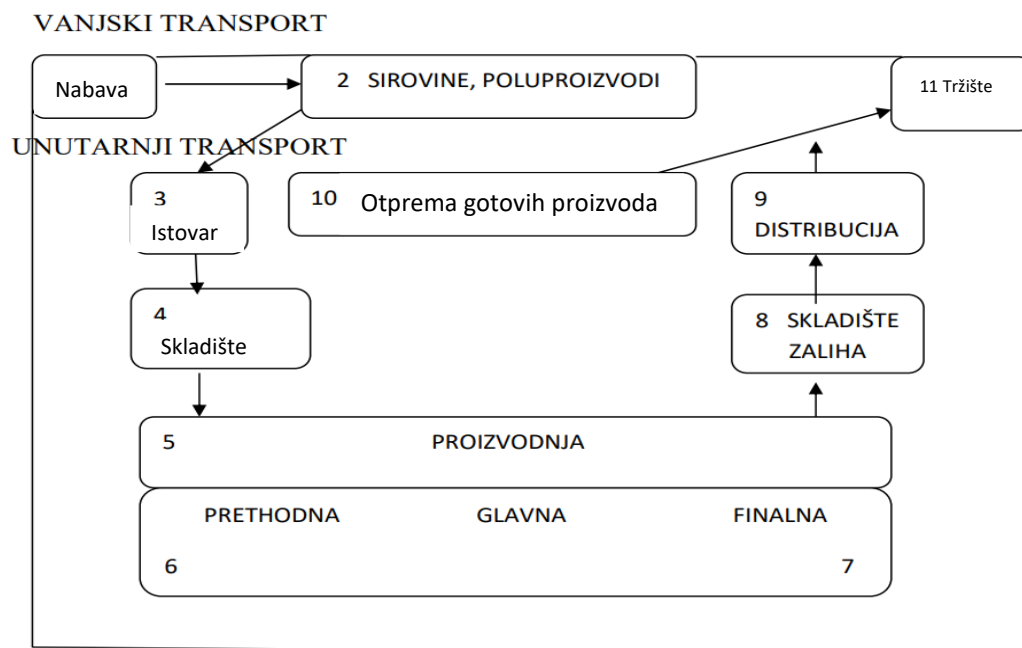 VANJSKI TRANSPORT
Nabava
2 SIROVINE, POLUPROIZVODI
11 Tržište
UNUTARNJI TRANSPORT
3
Istovar
10 Otprema gotovih proizvoda
9
DISTRIBUCIJA
4
Skladište
8 SKLADIŠTE
ZALIHA
5 PROIZVODNJA
PRETHODNA GLAVNA FINALNA
6 7